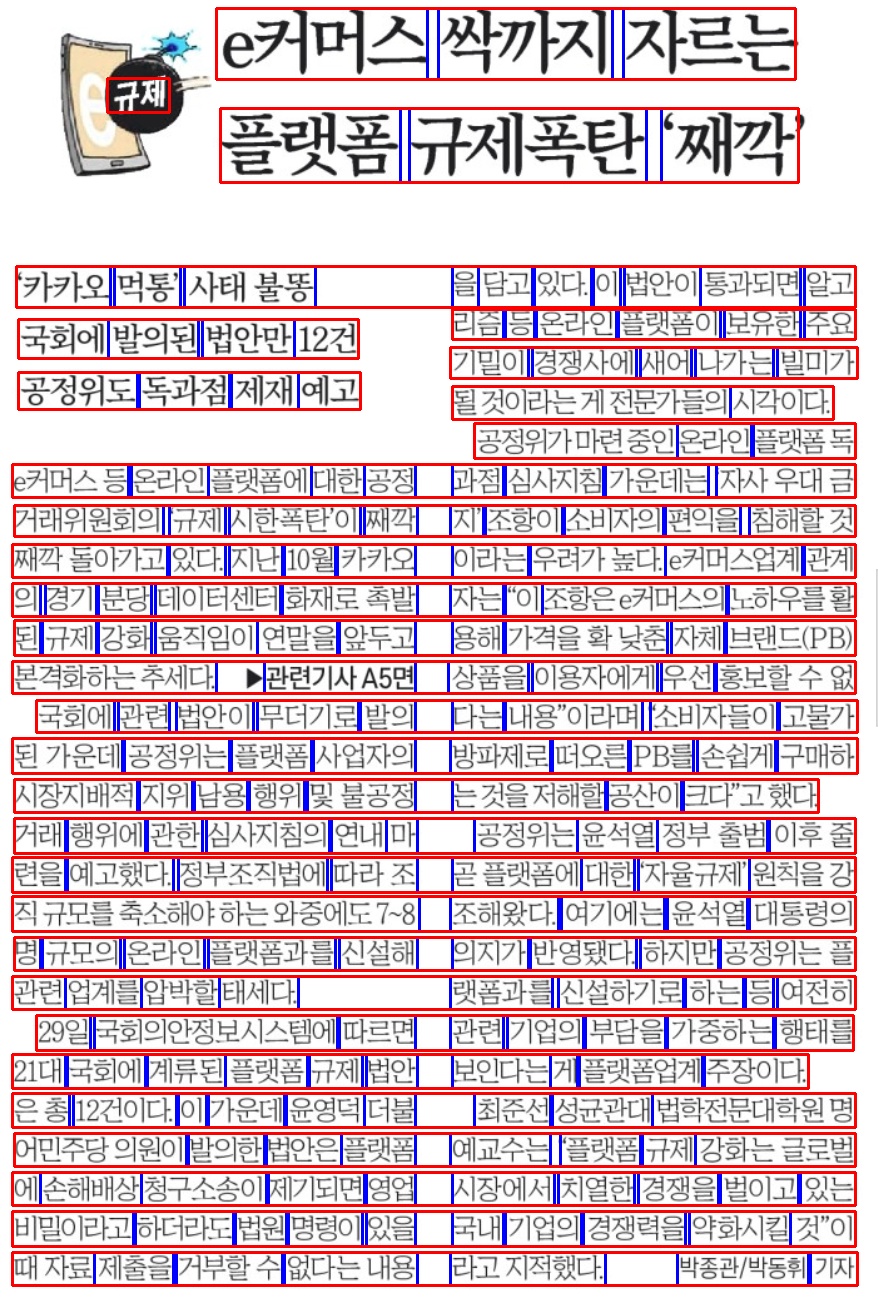 e커머스 싹까지 자르는
규제
플랫폼 규제폭탄 ‘째깍’
‘카카오 먹통’ 사태 불똥
국회에 발의된 법안만 12건
공정위도 독과점 제재 예고
e커머스 등 온라인 플랫폼에 대한 공정
거래위원회의 ‘규제 시한폭탄’이 째깍
째깍 돌아가고 있다. 지난 10월 카카오
의 경기 분당 데이터센터 화재로 촉발
된 규제 강화 움직임이 연말을 앞두고
본격화하는 추세다. ▶관련기사 A5면
국회에 관련 법안이 무더기로 발의
된 가운데 공정위는 플랫폼 사업자의
시장지배적 지위 남용 행위 및 불공정
거래 행위에 관한 심사지침의 연내 마
련을 예고했다. 정부조직법에 따라 조
직 규모를 축소해야 하는 와중에도 7~8
명 규모의 온라인 플랫폼과를 신설해
관련 업계를 압박할 태세다.
29일 국회의안정보시스템에 따르면
21대 국회에 계류된 플랫폼 규제 법안
은 총 12건이다. 이 가운데 윤영덕 더불
어민주당 의원이 발의한 법안은 플랫폼
에 손해배상 청구소송이 제기되면 영업
비밀이라고 하더라도 법원 명령이 있을
때 자료 제출을 거부할 수 없다는 내용
을 담고 있다. 이 법안이 통과되면 알고
리즘 등 온라인 플랫폼이 보유한 주요
기밀이 경쟁사에 새어 나가는 빌미가
될 것이라는 게 전문가들의 시각이다.
공정위가 마련 중인 온라인 플랫폼 독
과점 심사지침 가운데는 ‘자사 우대 금
지’ 조항이 소비자의 편익을 침해할 것
이라는 우려가 높다. e커머스업계 관계
자는 “이 조항은 e커머스의 노하우를 활
용해 가격을 확 낮춘 자체 브랜드(PB)
상품을 이용자에게 우선 홍보할 수 없
다는 내용”이라며 “소비자들이 고물가
방파제로 떠오른 PB를 손쉽게 구매하
는 것을 저해할 공산이 크다”고 했다.
공정위는 윤석열 정부 출범 이후 줄
곧 플랫폼에 대한 ‘자율규제’ 원칙을 강
조해왔다. 여기에는 윤석열 대통령의
의지가 반영됐다. 하지만 공정위는 플
랫폼과를 신설하기로 하는 등 여전히
관련 기업의 부담을 가중하는 행태를
보인다는 게 플랫폼업계 주장이다.
최준선 성균관대 법학전문대학원 명
예교수는 “플랫폼 규제 강화는 글로벌
시장에서 치열한 경쟁을 벌이고 있는
국내 기업의 경쟁력을 약화시킬 것”이
라고 지적했다. 박종관/박동휘 기자